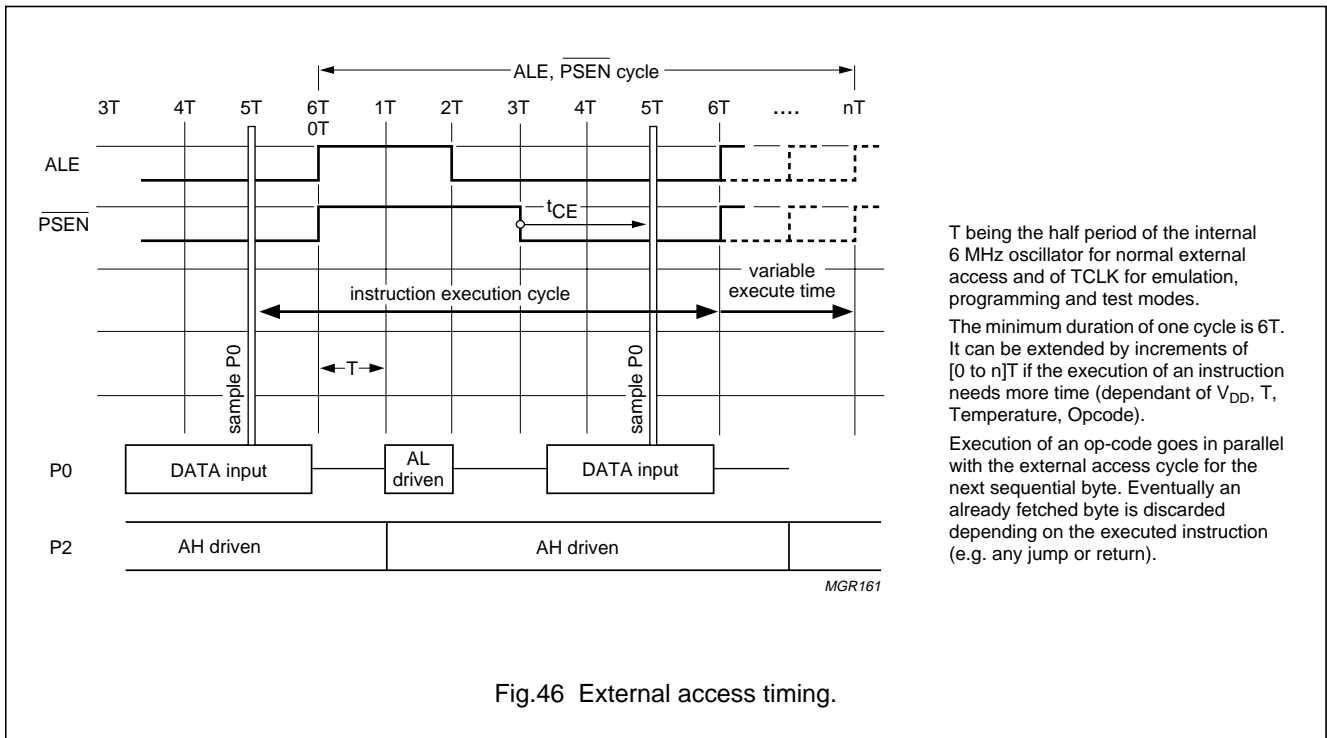 ALE, PSEN cycle
3T 4T 5T 6T 1T 2T 3T 4T 5T 6T .... nT
0T
ALE
PSEN
tCE
variable
execute time
instruction execution cycle
T
sample P0
sample P0
P0
DATA input
AL
driven
DATA input
P2
AH driven
AH driven
MGR161
T being the half period of the internal
6 MHz oscillator for normal external
access and of TCLK for emulation,
programming and test modes.
The minimum duration of one cycle is 6T.
It can be extended by increments of
[0 to n]T if the execution of an instruction
needs more time (dependant of VDD, T,
Temperature, Opcode).
Execution of an op-code goes in parallel
with the external access cycle for the
next sequential byte. Eventually an
already fetched byte is discarded
depending on the executed instruction
(e.g. any jump or return).
Fig.46 External access timing.